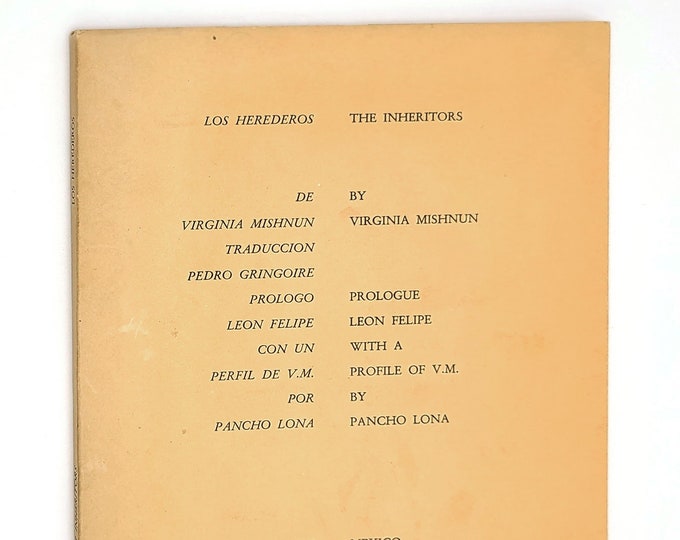 LOS HEREDEROS THE INHERITORS
DE BY
VIRGINIA MISHNUN VIRGINIA MISHNUN
TRADUCCION
PEDRO GRINGOIRE
PROLOGO PROLOGUE
LEON FELIPE LEON FELIPE
CON UN WITH A
PERFIL DE V.M. PROFILE OF V.M.
POR BY
PANCHO LONA PANCHO LONA
LOS HEREDEROS